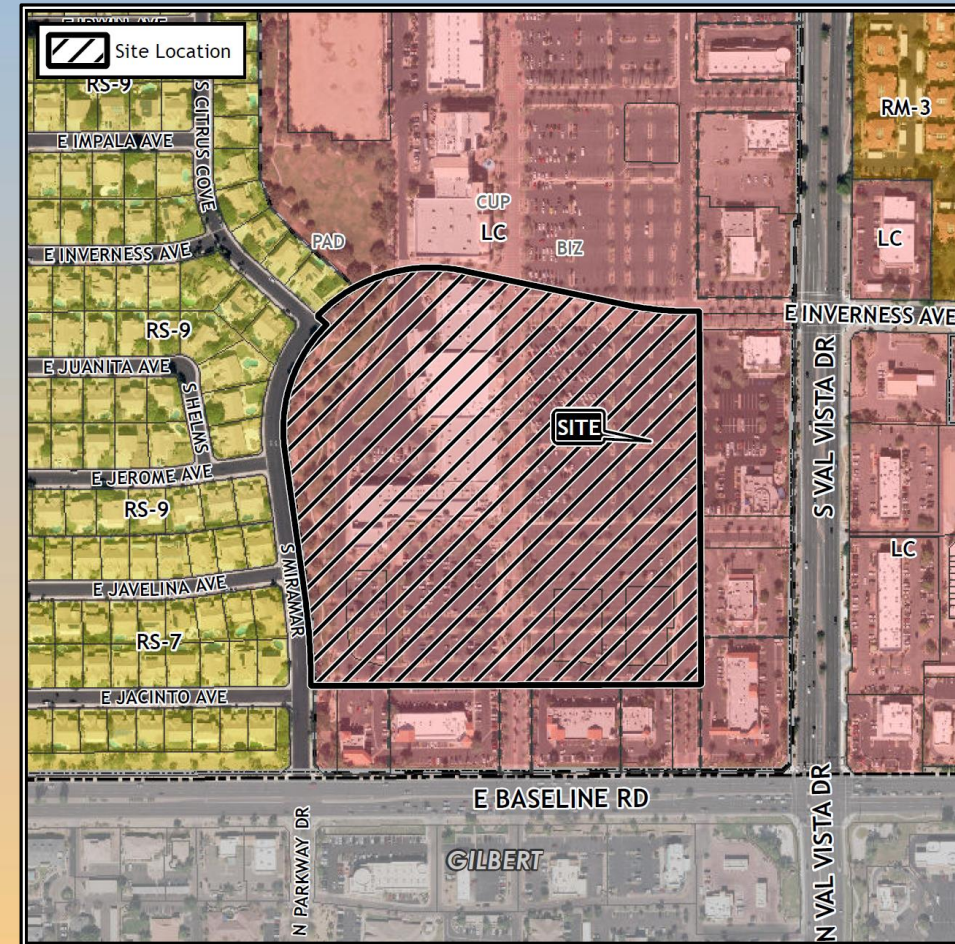 Site Location
RS-9
S CITRUS COVE
E IMPALA AVE
RM-3
CUP
LC
PAD
BIZ
LC
E INVERNESS AVE
E INVERNESS AVE
RS-9
E JUANITA AVE
S HELMS
SITE
S VAL VISTA DR
E JEROME AVE
RS-9
S MIRAMAR
LC
E JAVELINA AVE
RS-7
E JACINTO AVE
E BASELINE RD
N VAL VISTA DR
N PARKWAY DR
GILBERT